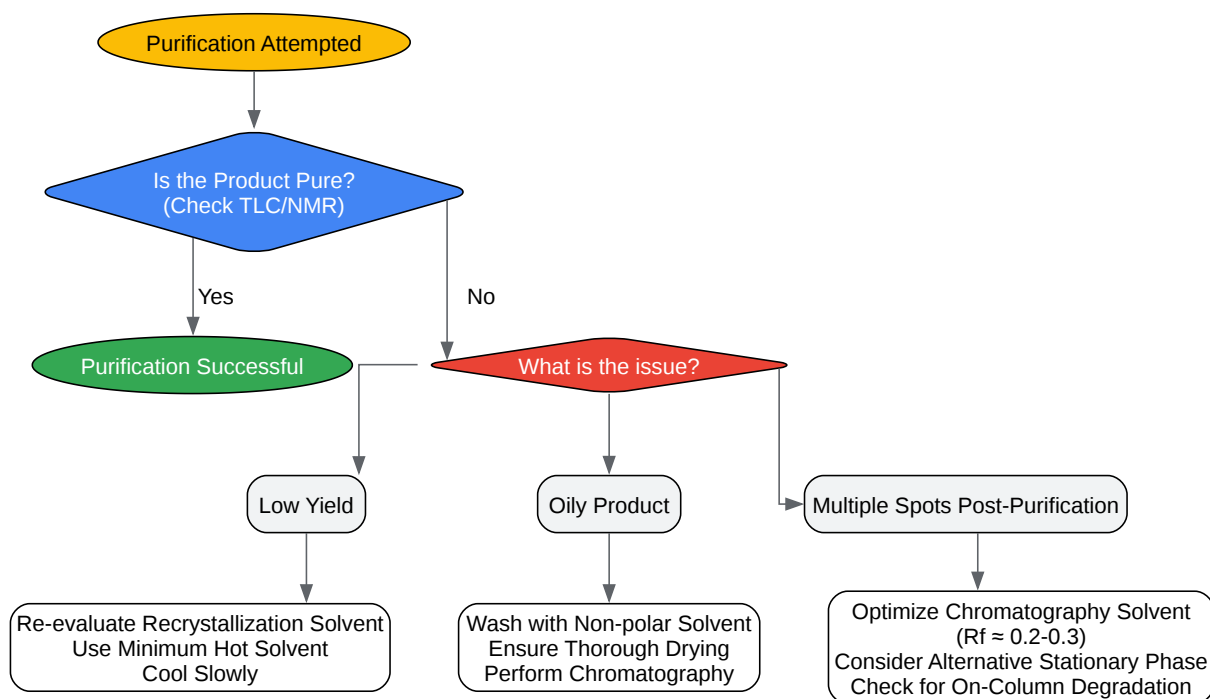 Purification Attempted
Is the Product Pure?
(Check TLC/NMR)
Yes
No
Purification Successful
What is the issue?
Low Yield
Oily Product
Multiple Spots Post-Purification
Re-evaluate Recrystallization Solvent
Use Minimum Hot Solvent
Cool Slowly
Wash with Non-polar Solvent
Ensure Thorough Drying
Perform Chromatography
Optimize Chromatography Solvent
(Rf ≈ 0.2-0.3)
Consider Alternative Stationary Phase
Check for On-Column Degradation